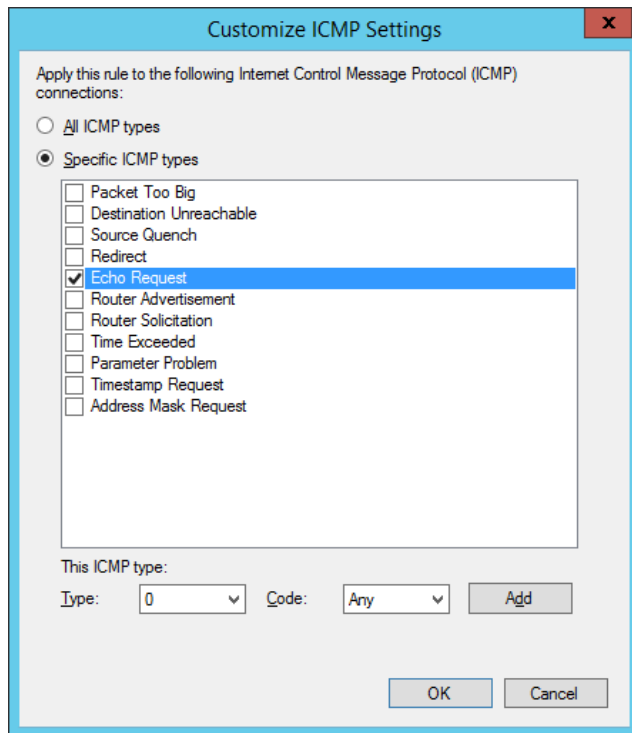 Customize ICMP Settings
x
Apply this rule to the following Internet Control Message Protocol (ICMP)
connections:
All ICMP types
Specific ICMP types
Packet Too Big
Destination Unreachable
Source Quench
Redirect
Echo Request
Router Advertisement
Router Solicitation
Time Exceeded
Parameter Problem
Timestamp Request
Address Mask Request
This ICMP type:
Type: 0 Code: Any Add
OK Cancel